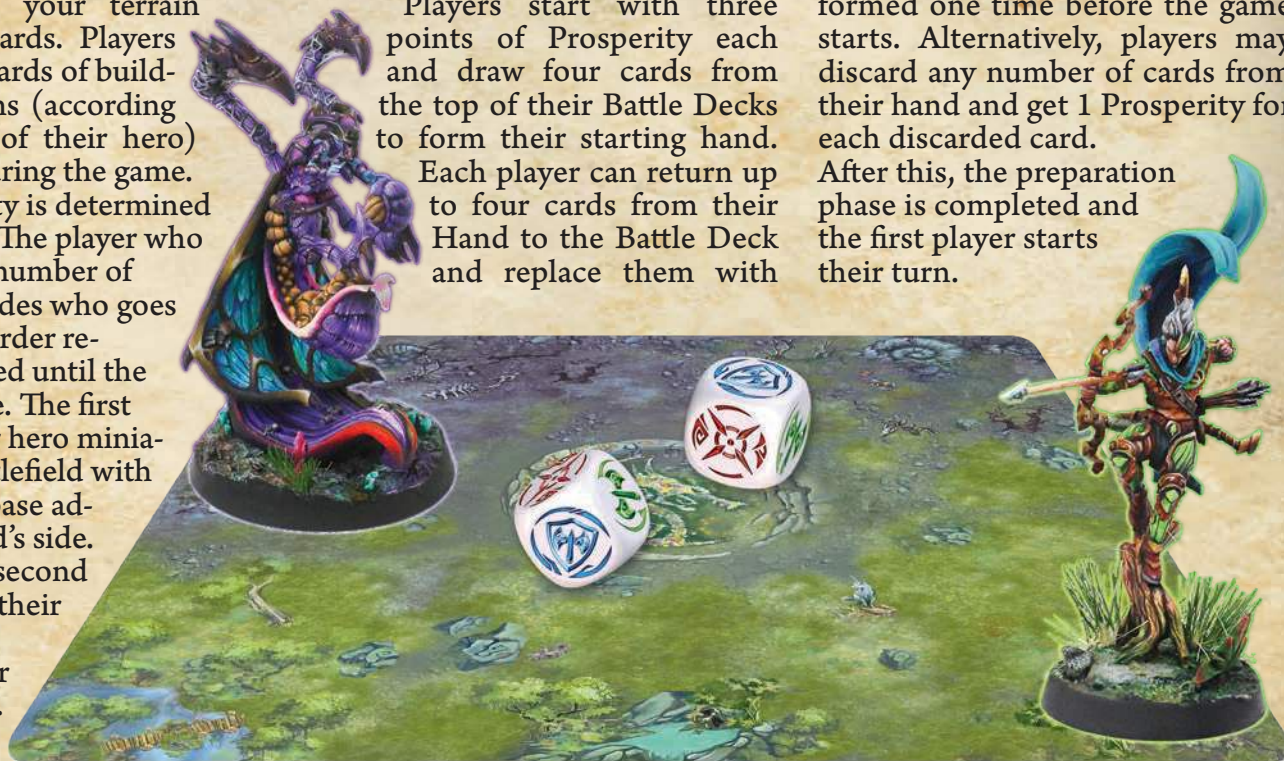 your terrain
ards. Players
ards of build-
ns (according
of their hero)
ring the game.
ty is determined
The player who
number of
des who goes
rder re-
ed until the
e. The first
hero minia-
lefield with
base ad-
d's side.
second
their
r
Players start with three
points of Prosperity each
and draw four cards from
the top of their Battle Decks
to form their starting hand.
Each player can return up
to four cards from their
Hand to the Battle Deck
and replace them with
formed one time before the game
starts. Alternatively, players may
discard any number of cards from
their hand and get 1 Prosperity for
each discarded card.
After this, the preparation
phase is completed and
the first player starts
their turn.